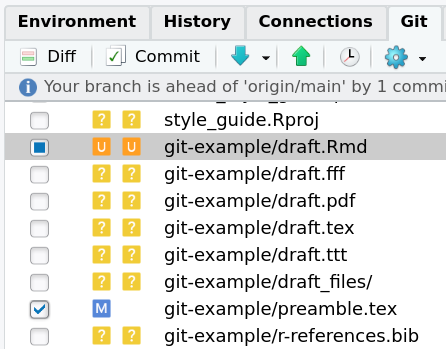 Environment History Connections Git
Diff Commit
Your branch is ahead of 'origin/main' by 1 commi
? ? style_guide.Rproj
U U git-example/draft.Rmd
? ? git-example/draft.fff
? ? git-example/draft.pdf
? ? git-example/draft.tex
? ? git-example/draft.ttt
? ? git-example/draft_files/
M git-example/preamble.tex
? ? git-example/r-references.bib